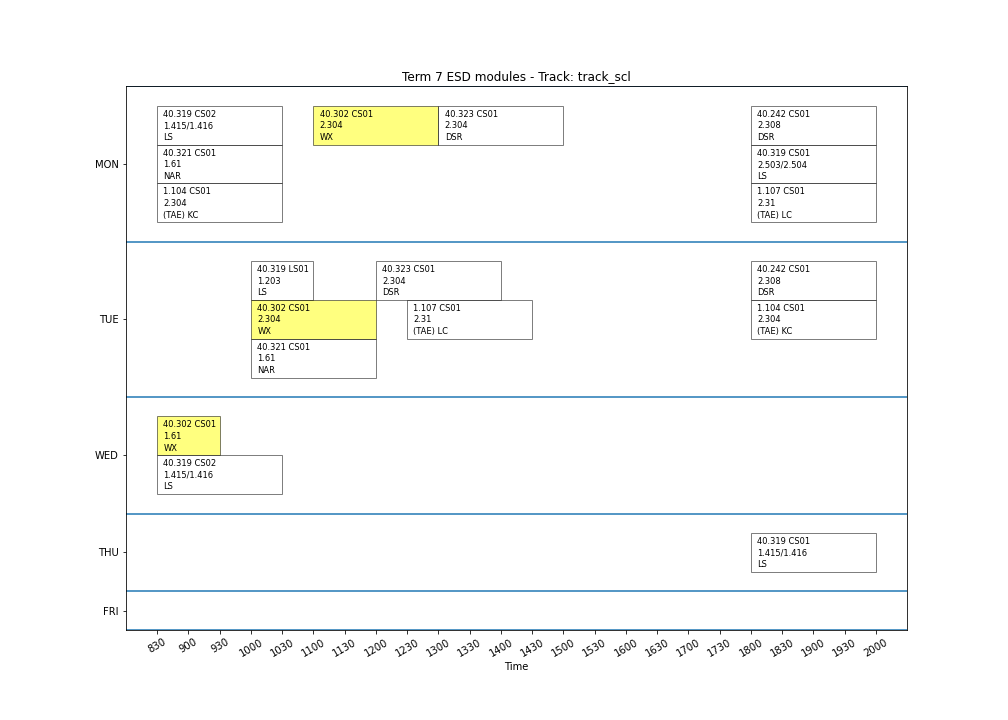 Term 7 ESD modules - Track: track_scl
MON
40.319 CS02
1.415/1.416
LS
40.321 CS01
1.61
NAR
1.104 CS01
2.304
(TAE) KC
40.302 CS01
2.304
WX
40.323 CS01
2.304
DSR
40.242 CS01
2.308
DSR
40.319 CS01
2.503/2.504
LS
1.107 CS01
2.31
(TAE) LC
TUE
40.319 LS01
1.203
LS
40.302 CS01
2.304
WX
40.321 CS01
1.61
NAR
40.323 CS01
2.304
DSR
1.107 CS01
2.31
(TAE) LC
40.242 CS01
2.308
DSR
1.104 CS01
2.304
(TAE) KC
WED
40.302 CS01
1.61
WX
40.319 CS02
1.415/1.416
LS
THU
40.319 CS01
1.415/1.416
LS
FRI
830 900 930 1000 1030 1100 1130 1200 1230 1300 1330 1400 1430 1500 1530 1600 1630 1700 1730 1800 1830 1900 1930 2000
Time